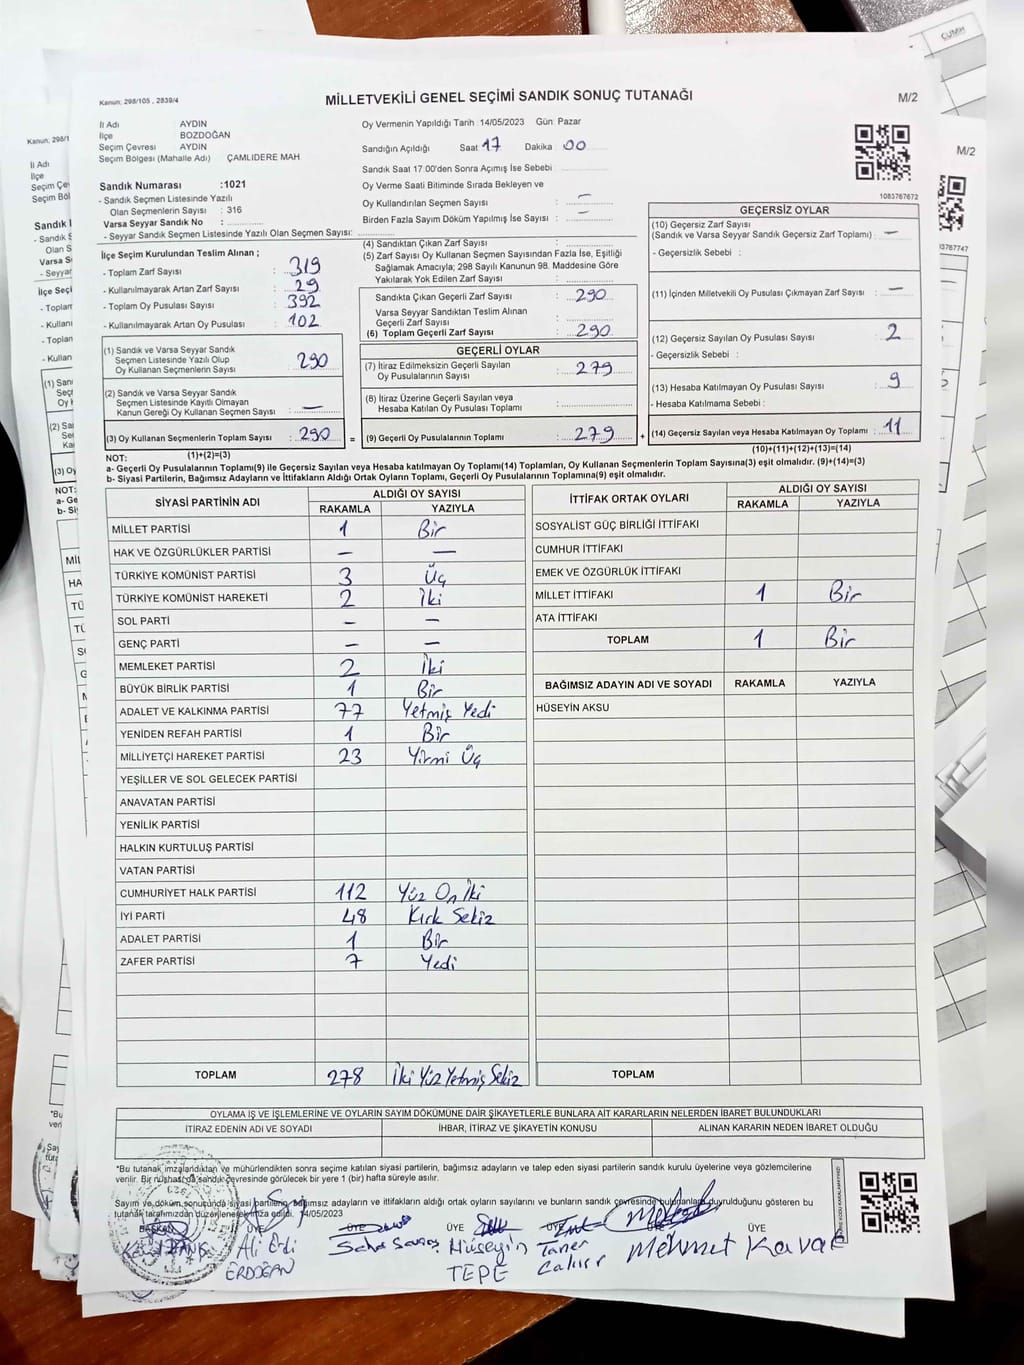 Kanun: 298/105 , 2839/4
MİLLETVEKİLİ GENEL SEÇİMİ SANDIK SONUÇ TUTANAĞI
M/2
İl Adı AYDIN
İlçe BOZDOĞAN
Seçim Çevresi AYDIN
Seçim Bölgesi (Mahalle Adı) ÇAMLIDERE MAH
Sandık Numarası :1021
- Sandık Seçmen Listesinde Yazılı
Olan Seçmenlerin Sayısı : 316
Varsa Seyyar Sandık No :
- Seyyar Sandık Seçmen Listesinde Yazılı Olan Seçmen Sayısı:
Oy Vermenin Yapıldığı Tarih :14/05/2023 Gün: Pazar
Sandığın Açıldığı Saat :17 Dakika :00
Sandık Saat 17:00'den Sonra Açımış İse Sebebi :
Oy Verme Saati Bitiminde Sırada Bekleyen ve
Oy Kullandırılan Seçmen Sayısı : —
Birden Fazla Sayım Döküm Yapılmış İse Sayısı : —
1083767672
İlçe Seçim Kurulundan Teslim Alınan ;
- Toplam Zarf Sayısı : 319
- Kullanılmayarak Artan Zarf Sayısı : 29
- Toplam Oy Pusulası Sayısı : 392
- Kullanılmayarak Artan Oy Pusulası : 102
(1) Sandık ve Varsa Seyyar Sandık
Seçmen Listesinde Yazılı Olup
Oy Kullanan Seçmenlerin Sayısı : 290
(2) Sandık ve Varsa Seyyar Sandık
Seçmen Listesinde Kayıtlı Olmayan
Kanun Gereği Oy Kullanan Seçmen Sayısı : —
(3) Oy Kullanan Seçmenlerin Toplam Sayısı : 290
(1)+(2)=(3)
(4) Sandıktan Çıkan Zarf Sayısı :
(5) Zarf Sayısı Oy Kullanan Seçmen Sayısından Fazla İse, Eşitliği
Sağlamak Amacıyla; 298 Sayılı Kanunun 98. Maddesine Göre
Yakılarak Yok Edilen Zarf Sayısı :
Sandıkta Çıkan Geçerli Zarf Sayısı : 290
Varsa Seyyar Sandıktan Teslim Alınan
Geçerli Zarf Sayısı :
(6) Toplam Geçerli Zarf Sayısı : 290
GEÇERLİ OYLAR
(7) İtiraz Edilmeksizin Geçerli Sayılan
Oy Pusulalarının Sayısı : 279
(8) İtiraz Üzerine Geçerli Sayılan veya
Hesaba Katılan Oy Pusulası Toplamı :
= (9) Geçerli Oy Pusulalarının Toplamı : 279
GEÇERSİZ OYLAR
(10) Geçersiz Zarf Sayısı
(Sandık ve Varsa Seyyar Sandık Geçersiz Zarf Toplamı) : —
- Geçersizlik Sebebi :
(11) İçinden Milletvekili Oy Pusulası Çıkmayan Zarf Sayısı : —
(12) Geçersiz Sayılan Oy Pusulası Sayısı : 2
- Geçersizlik Sebebi :
(13) Hesaba Katılmayan Oy Pusulası Sayısı : 9
- Hesaba Katılmama Sebebi :
+ (14) Geçersiz Sayılan veya Hesaba Katılmayan Oy Toplamı : 11
(10)+(11)+(12)+(13)=(14)
NOT:
a- Geçerli Oy Pusulalarının Toplamı(9) ile Geçersiz Sayılan veya Hesaba katılmayan Oy Toplamı(14) Toplamları, Oy Kullanan Seçmenlerin Toplam Sayısına(3) eşit olmalıdır. (9)+(14)=(3)
b- Siyasi Partilerin, Bağımsız Adayların ve İttifakların Aldığı Ortak Oyların Toplamı, Geçerli Oy Pusulalarının Toplamına(9) eşit olmalıdır.
SİYASİ PARTİNİN ADI ALDIĞI OY SAYISI
RAKAMLA YAZIYLA
MİLLET PARTİSİ 1 Bir
HAK VE ÖZGÜRLÜKLER PARTİSİ — —
TÜRKİYE KOMÜNİST PARTİSİ 3 Üç
TÜRKİYE KOMÜNİST HAREKETİ 2 İki
SOL PARTİ — —
GENÇ PARTİ — —
MEMLEKET PARTİSİ 2 İki
BÜYÜK BİRLİK PARTİSİ 1 Bir
ADALET VE KALKINMA PARTİSİ 77 Yetmiş Yedi
YENİDEN REFAH PARTİSİ 1 Bir
MİLLİYETÇİ HAREKET PARTİSİ 23 Yirmi Üç
YEŞİLLER VE SOL GELECEK PARTİSİ
ANAVATAN PARTİSİ
YENİLİK PARTİSİ
HALKIN KURTULUŞ PARTİSİ
VATAN PARTİSİ
CUMHURİYET HALK PARTİSİ 112 Yüz On İki
İYİ PARTİ 48 Kırk Sekiz
ADALET PARTİSİ 1 Bir
ZAFER PARTİSİ 7 Yedi
TOPLAM 278 İki Yüz Yetmiş Sekiz
İTTİFAK ORTAK OYLARI ALDIĞI OY SAYISI
RAKAMLA YAZIYLA
SOSYALİST GÜÇ BİRLİĞİ İTTİFAKI
CUMHUR İTTİFAKI
EMEK VE ÖZGÜRLÜK İTTİFAKI
MİLLET İTTİFAKI 1 Bir
ATA İTTİFAKI
TOPLAM 1 Bir
BAĞIMSIZ ADAYIN ADI VE SOYADI RAKAMLA YAZIYLA
HÜSEYİN AKSU
TOPLAM
OYLAMA İŞ VE İŞLEMLERİNE VE OYLARIN SAYIM DÖKÜMÜNE DAİR ŞİKAYETLERLE BUNLARA AİT KARARLARIN NELERDEN İBARET BULUNDUKLARI
İTİRAZ EDENİN ADI VE SOYADI İHBAR, İTİRAZ VE ŞİKAYETİN KONUSU ALINAN KARARIN NEDEN İBARET OLDUĞU
*Bu tutanak imzalandıktan ve mühürlendikten sonra seçime katılan siyasi partilerin, bağımsız adayların ve talep eden siyasi partilerin sandık kurulu üyelerine veya gözlemcilerine
verilir. Bir nüshası da sandık çevresinde görülecek bir yere 1 (bir) hafta süreyle asılır.
Sayım ve döküm sonucunda siyasi partilerin, bağımsız adayların ve ittifakların aldığı ortak oyların sayılarını ve bunların sandık çevresinde bulunanlara duyurulduğunu gösteren bu
tutanak tarafımızdan düzenlenerek imza edildi. 14/05/2023
BAŞKAN ÜYE ÜYE ÜYE ÜYE ÜYE
Ali Erdi ERDOĞAN
Hüseyin TEPE
Taner
Mehmet Kavak